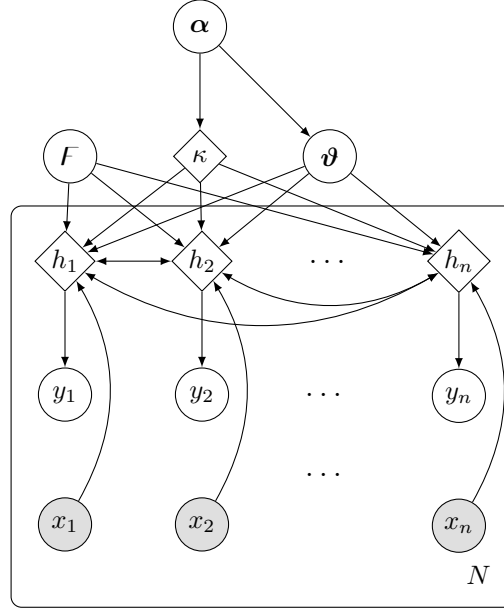 α
F κ ϑ
h₁ h₂ ··· hₙ
y₁ y₂ ··· yₙ
···
x₁ x₂ xₙ
N